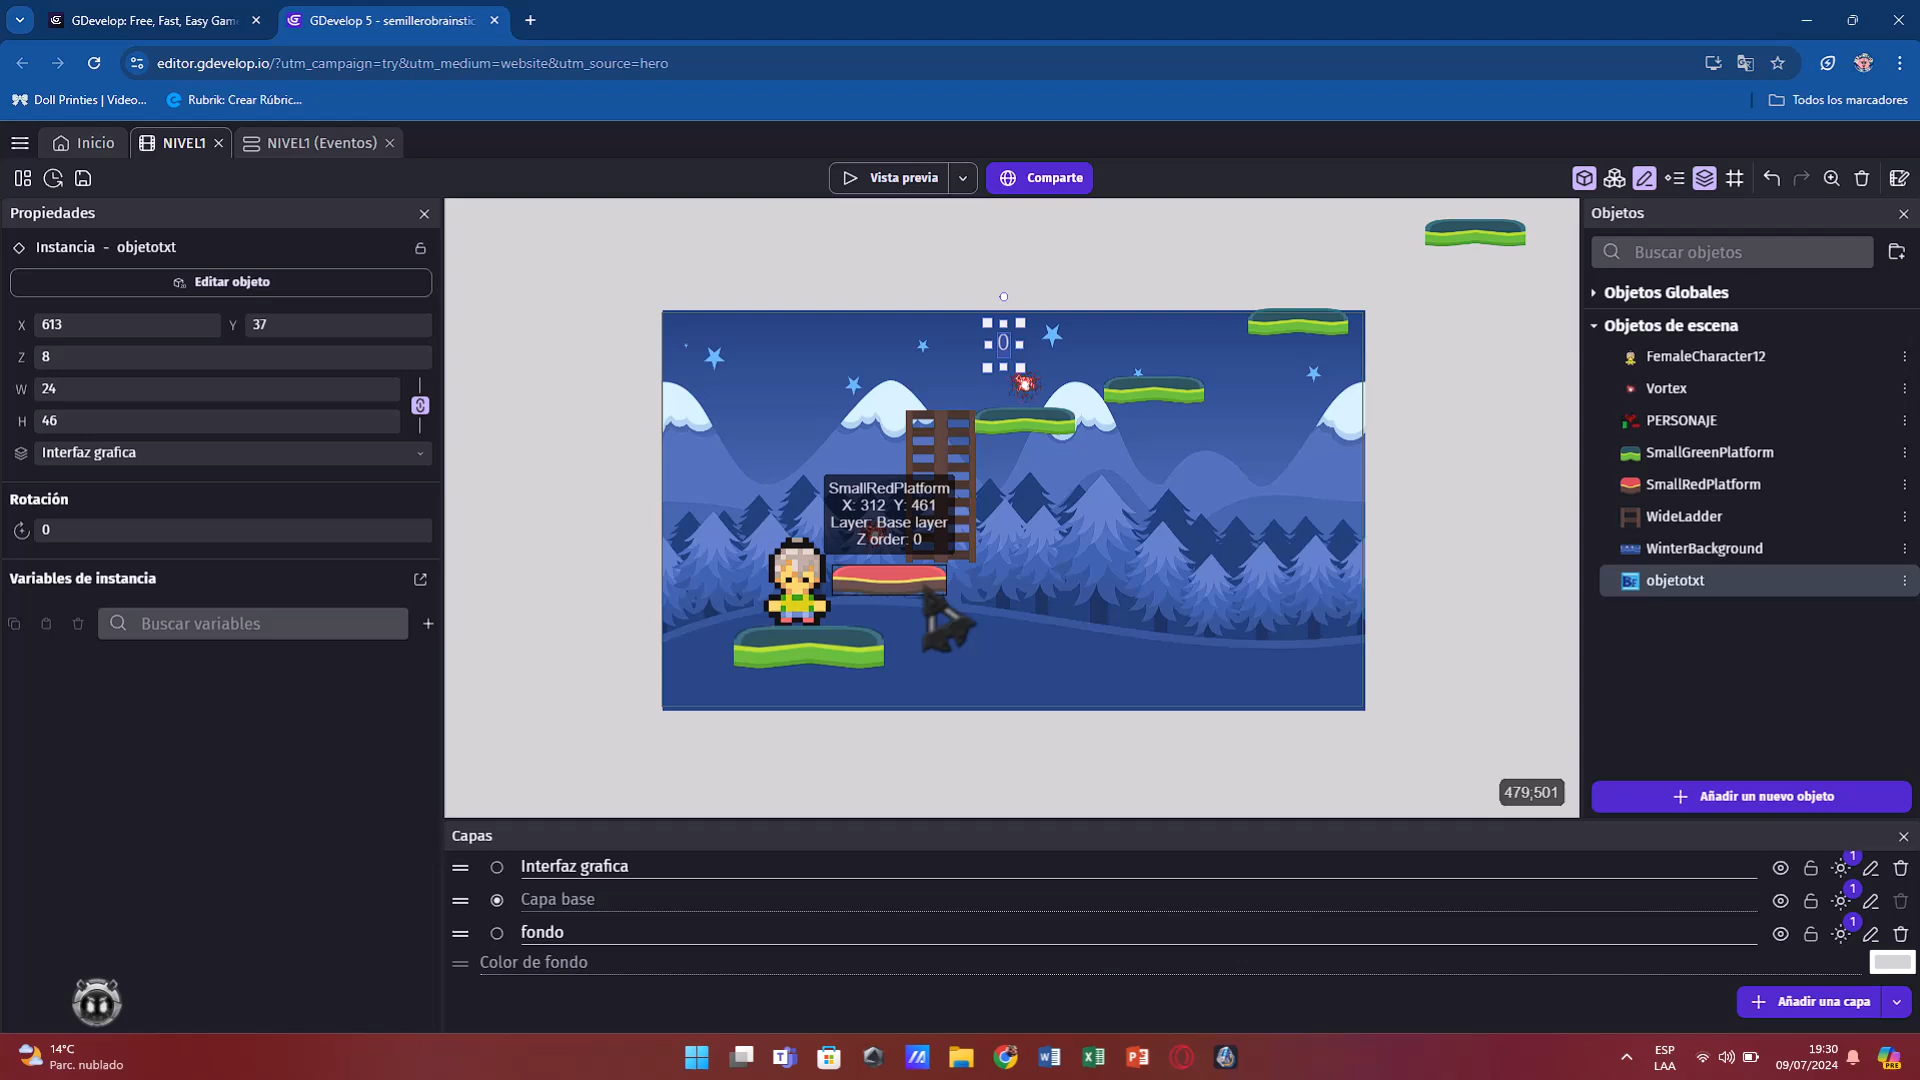 GDevelop: Free, Fast, Easy Game
GDevelop 5 - semillerobrainstic
editor.gdevelop.io/?utm_campaign=try&utm_medium=website&utm_source=hero
Doll Printies | Video...
Rubrik: Crear Rúbric...
Todos los marcadores
Inicio
NIVEL1
NIVEL1 (Eventos)
Vista previa
Comparte
Propiedades
Instancia - objetotxt
Editar objeto
X 613 Y 37
Z 8
W 24
H 46
Interfaz grafica
Rotación
0
Variables de instancia
Buscar variables
0
SmallRedPlatform
X: 312 Y: 461
Layer: Base layer
Z order: 0
479;501
Objetos
Buscar objetos
Objetos Globales
Objetos de escena
FemaleCharacter12
Vortex
PERSONAJE
SmallGreenPlatform
SmallRedPlatform
WideLadder
WinterBackground
objetotxt
Añadir un nuevo objeto
Capas
Interfaz grafica
1
Capa base
1
fondo
1
Color de fondo
Añadir una capa
14°C
Parc. nublado
ESP
LAA
19:30
09/07/2024